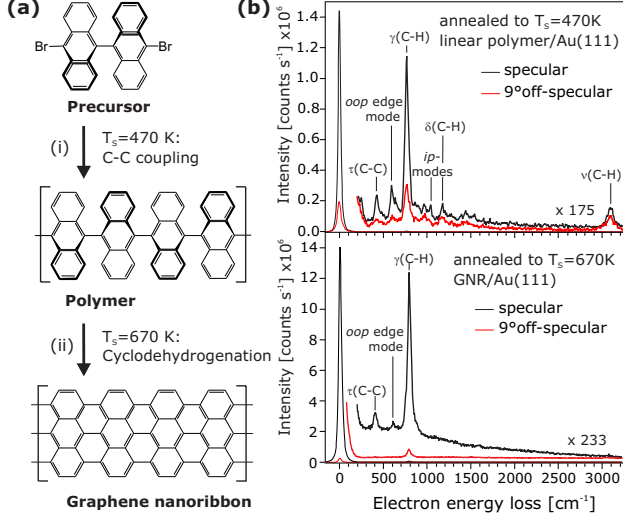 (a)
Br
Br
Precursor
(i)
Tₛ=470 K:
C-C coupling
Polymer
(ii)
Tₛ=670 K:
Cyclodehydrogenation
Graphene nanoribbon
(b)
annealed to Tₛ=470K
linear polymer/Au(111)
specular
9°off-specular
γ(C-H)
oop edge
mode
τ(C-C)
δ(C-H)
ip-
modes
ν(C-H)
x 175
Intensity [counts s⁻¹] x10⁶
1.4
1.2
1.0
0.8
0.6
0.4
0.2
0
annealed to Tₛ=670K
GNR/Au(111)
specular
9°off-specular
γ(C-H)
oop edge
mode
τ(C-C)
x 233
Intensity [counts s⁻¹] x10⁶
14
12
10
8
6
4
2
0
0 500 1000 1500 2000 2500 3000
Electron energy loss [cm⁻¹]